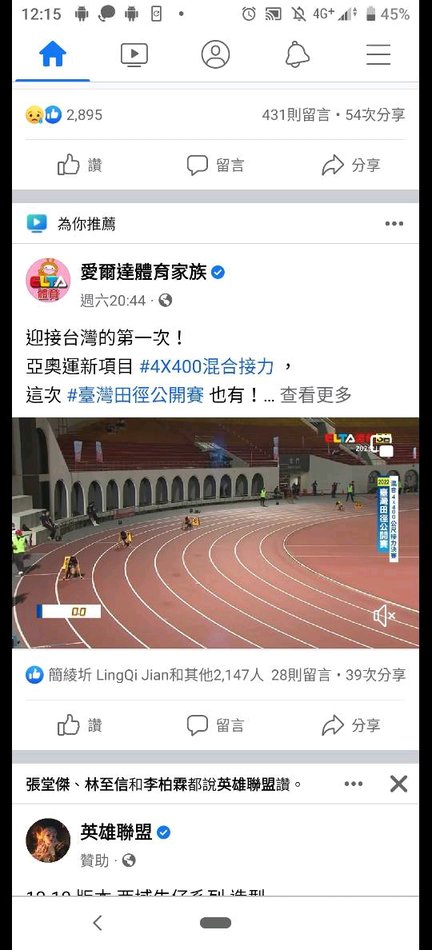 12:15
4G+
45%
2,895
431則留言・54次分享
讚
留言
分享
為你推薦
ELTA
體育
愛爾達體育家族
週六20:44・
迎接台灣的第一次！
亞奧運新項目 #4X400混合接力 ，
這次 #臺灣田徑公開賽 也有！... 查看更多
2022
臺灣田徑公開賽
混合4x400公尺接力決賽
0.0
簡綾圻 LingQi Jian和其他2,147人
28則留言・39次分享
讚
留言
分享
張堂傑、林至信和李柏霖都說英雄聯盟讚。
英雄聯盟
贊助・